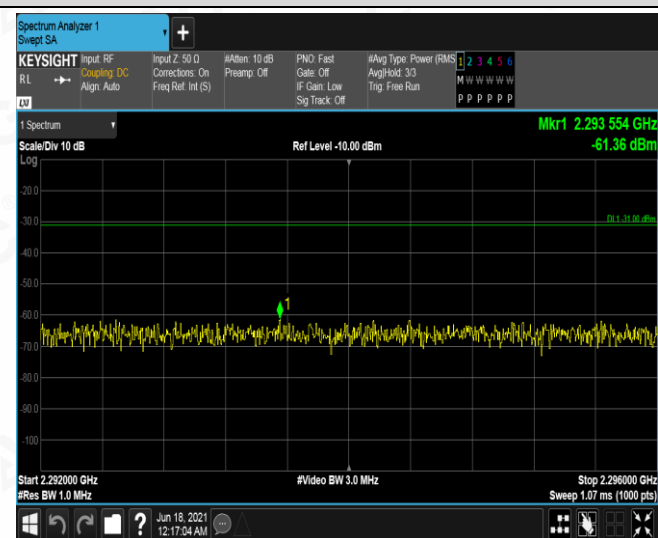 Spectrum Analyzer 1
Swept SA
+
KEYSIGHT
RL
LXI
Input: RF
Coupling: DC
Align: Auto
Input Z: 50 Ω
Corrections: On
Freq Ref: Int (S)
#Atten: 10 dB
Preamp: Off
PNO: Fast
Gate: Off
IF Gain: Low
Sig Track: Off
#Avg Type: Power (RMS
Avg|Hold: 3/3
Trig: Free Run
1 2 3 4 5 6
M W W W W W
P P P P P P
1 Spectrum
Scale/Div 10 dB
Ref Level -10.00 dBm
Mkr1 2.293 554 GHz
-61.36 dBm
Log
-20.0
-30.0
DL1 -31.00 dBm
-40.0
-50.0
1
-60.0
-70.0
-80.0
-90.0
-100
Start 2.292000 GHz
#Video BW 3.0 MHz
Stop 2.296000 GHz
#Res BW 1.0 MHz
Sweep 1.07 ms (1000 pts)
?
Jun 18, 2021
12:17:04 AM